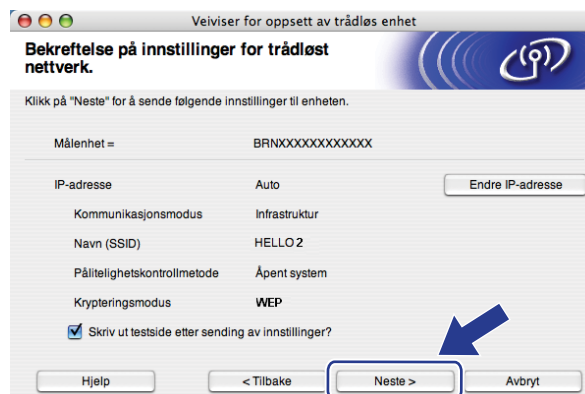 Veiviser for oppsett av trådløs enhet
Bekreftelse på innstillinger for trådløst
nettverk.
Klikk på "Neste" for å sende følgende innstillinger til enheten.
Målenhet = BRNXXXXXXXXXXXX
IP-adresse Auto Endre IP-adresse
Kommunikasjonsmodus Infrastruktur
Navn (SSID) HELLO2
Pålitelighetskontrollmetode Åpent system
Krypteringsmodus WEP
Skriv ut testside etter sending av innstillinger?
Hjelp < Tilbake Neste > Avbryt